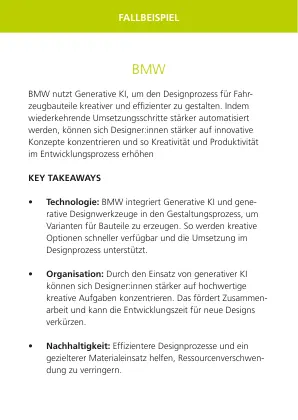 FALLBEISPIEL
BMW
BMW nutzt Generative KI, um den Designprozess für Fahr-
zeugbauteile kreativer und effizienter zu gestalten. Indem
wiederkehrende Umsetzungsschritte stärker automatisiert
werden, können sich Designer:innen stärker auf innovative
Konzepte konzentrieren und so Kreativität und Produktivität
im Entwicklungsprozess erhöhen
KEY TAKEAWAYS
• Technologie: BMW integriert Generative KI und gene-
rative Designwerkzeuge in den Gestaltungsprozess, um
Varianten für Bauteile zu erzeugen. So werden kreative
Optionen schneller verfügbar und die Umsetzung im
Designprozess unterstützt.
• Organisation: Durch den Einsatz von generativer KI
können sich Designer:innen stärker auf hochwertige
kreative Aufgaben konzentrieren. Das fördert Zusammen-
arbeit und kann die Entwicklungszeit für neue Designs
verkürzen.
• Nachhaltigkeit: Effizientere Designprozesse und ein
gezielterer Materialeinsatz helfen, Ressourcenverschwen-
dung zu verringern.